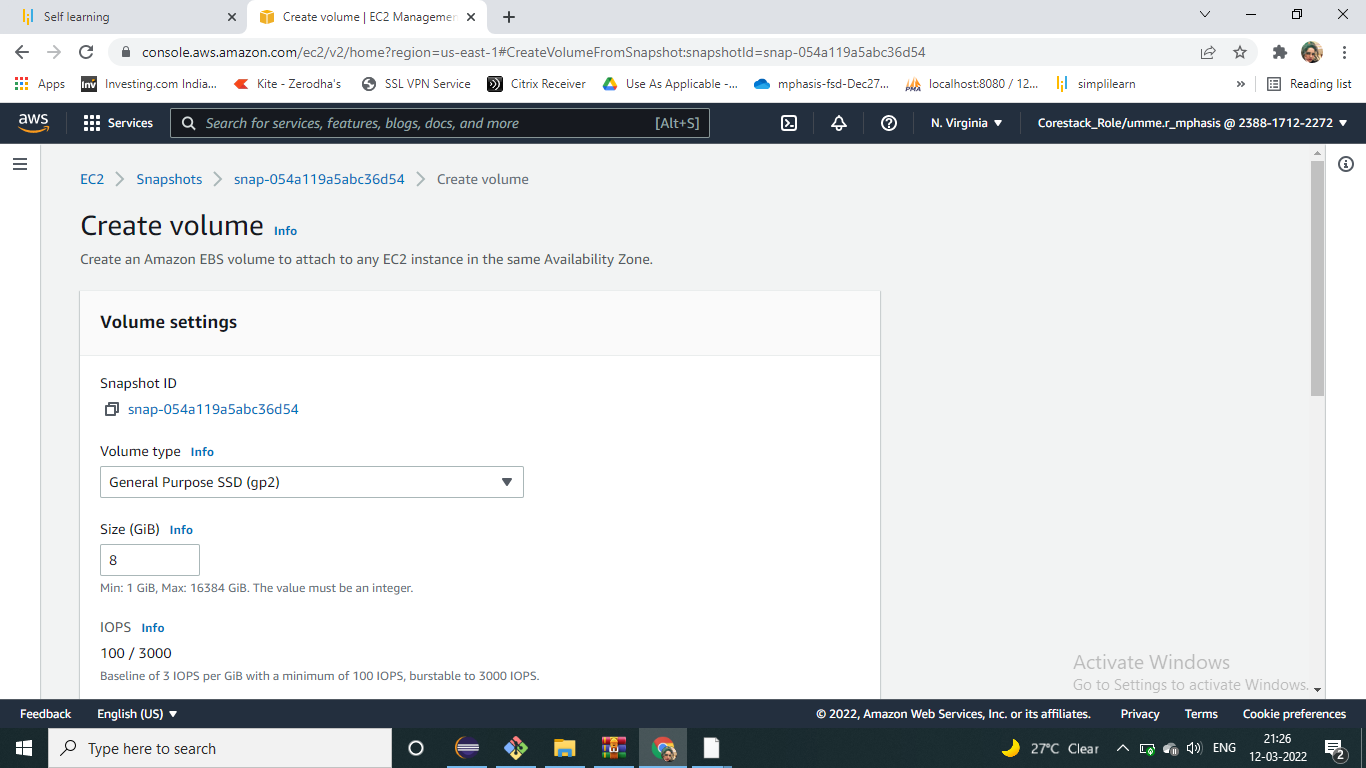 Self learning
Create volume | EC2 Managemen
console.aws.amazon.com/ec2/v2/home?region=us-east-1#CreateVolumeFromSnapshot:snapshotId=snap-054a119a5abc36d54
Apps
inv Investing.com India...
Kite - Zerodha's
SSL VPN Service
Citrix Receiver
Use As Applicable -...
mphasis-fsd-Dec27...
localhost:8080 / 12...
simplilearn
»
Reading list
aws
Services
Search for services, features, blogs, docs, and more [Alt+S]
N. Virginia
Corestack_Role/umme.r_mphasis @ 2388-1712-2272
EC2 > Snapshots > snap-054a119a5abc36d54 > Create volume
Create volume Info
Create an Amazon EBS volume to attach to any EC2 instance in the same Availability Zone.
Volume settings
Snapshot ID
snap-054a119a5abc36d54
Volume type Info
General Purpose SSD (gp2)
Size (GiB) Info
8
Min: 1 GiB, Max: 16384 GiB. The value must be an integer.
IOPS Info
100 / 3000
Baseline of 3 IOPS per GiB with a minimum of 100 IOPS, burstable to 3000 IOPS.
Activate Windows
Go to Settings to activate Windows.
Feedback
English (US)
© 2022, Amazon Web Services, Inc. or its affiliates.
Privacy
Terms
Cookie preferences
Type here to search
27°C Clear
ENG
21:26
12-03-2022
2